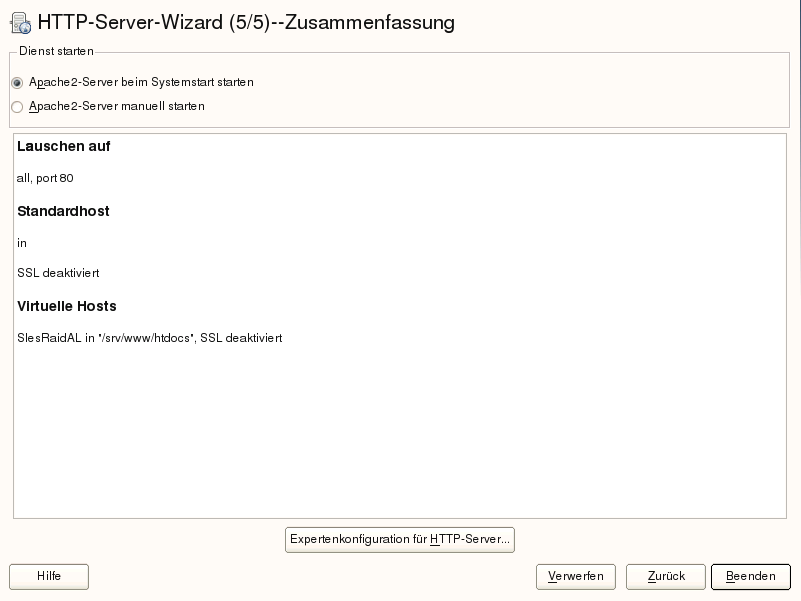 HTTP-Server-Wizard (5/5)--Zusammenfassung
Dienst starten
Apache2-Server beim Systemstart starten
Apache2-Server manuell starten
Lauschen auf
all, port 80
Standardhost
in
SSL deaktiviert
Virtuelle Hosts
SlesRaidAL in "/srv/www/htdocs", SSL deaktiviert
Expertenkonfiguration für HTTP-Server...
Hilfe
Verwerfen
Zurück
Beenden